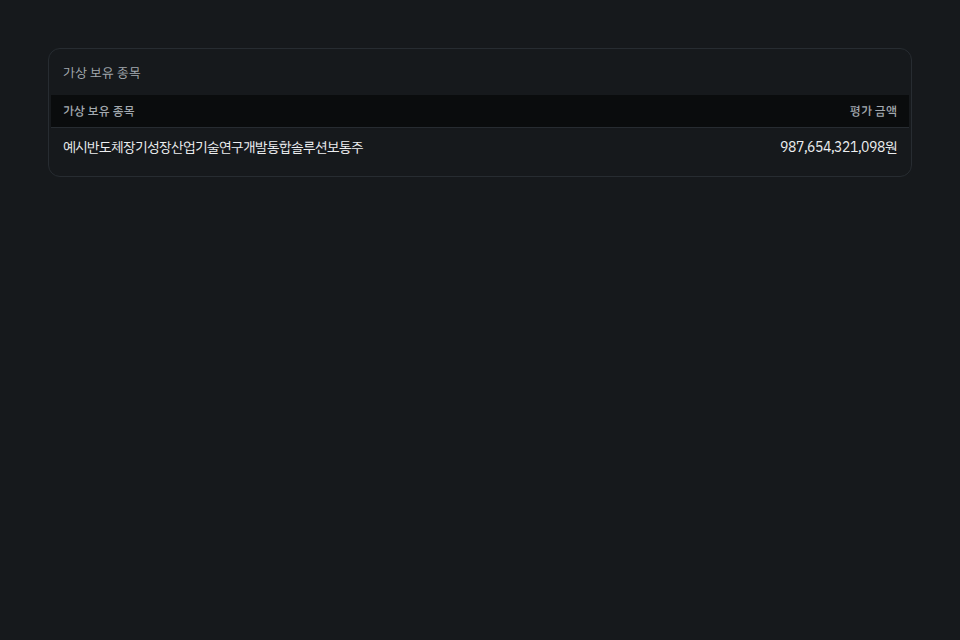 가상 보유 종목
가상 보유 종목 평가 금액
예시반도체장기성장산업기술연구개발통합솔루션보통주 987,654,321,098원